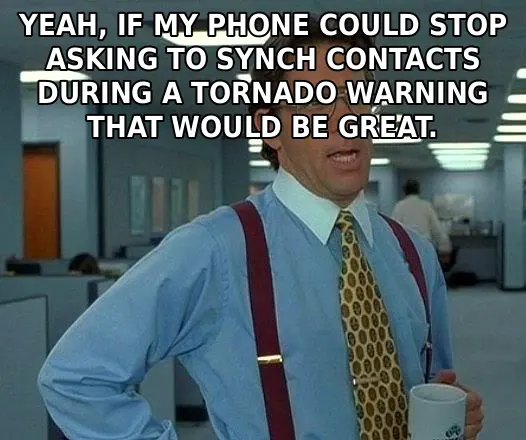 YEAH, IF MY PHONE COULD STOP
ASKING TO SYNCH CONTACTS
DURING A TORNADO WARNING
THAT WOULD BE GREAT.